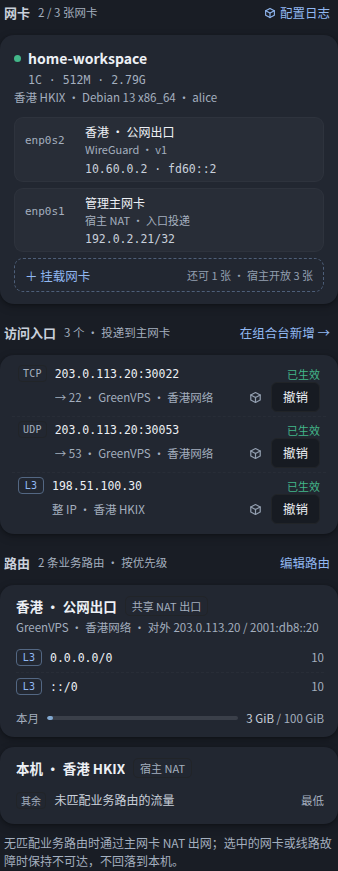 网卡 2 / 3 张网卡 配置日志
home-workspace
1C · 512M · 2.79G
香港 HKIX • Debian 13 x86_64 • alice
enp0s2 香港 • 公网出口
WireGuard • v1
10.60.0.2 · fd60::2
enp0s1 管理主网卡
宿主 NAT • 入口投递
192.0.2.21/32
＋ 挂载网卡 还可 1 张 • 宿主开放 3 张
访问入口 3 个 • 投递到主网卡 在组合台新增 →
TCP 203.0.113.20:30022 已生效
→ 22 • GreenVPS • 香港网络 撤销
UDP 203.0.113.20:30053 已生效
→ 53 • GreenVPS • 香港网络 撤销
L3 198.51.100.30 已生效
整 IP • 香港 HKIX 撤销
路由 2 条业务路由 • 按优先级 编辑路由
香港 • 公网出口 共享 NAT 出口
GreenVPS • 香港网络 • 对外 203.0.113.20 / 2001:db8::20
L3 0.0.0.0/0 10
L3 ::/0 10
本月 3 GiB / 100 GiB
本机 • 香港 HKIX 宿主 NAT
其余 未匹配业务路由的流量 最低
无匹配业务路由时通过主网卡 NAT 出网；选中的网卡或线路故
障时保持不可达，不回落到本机。